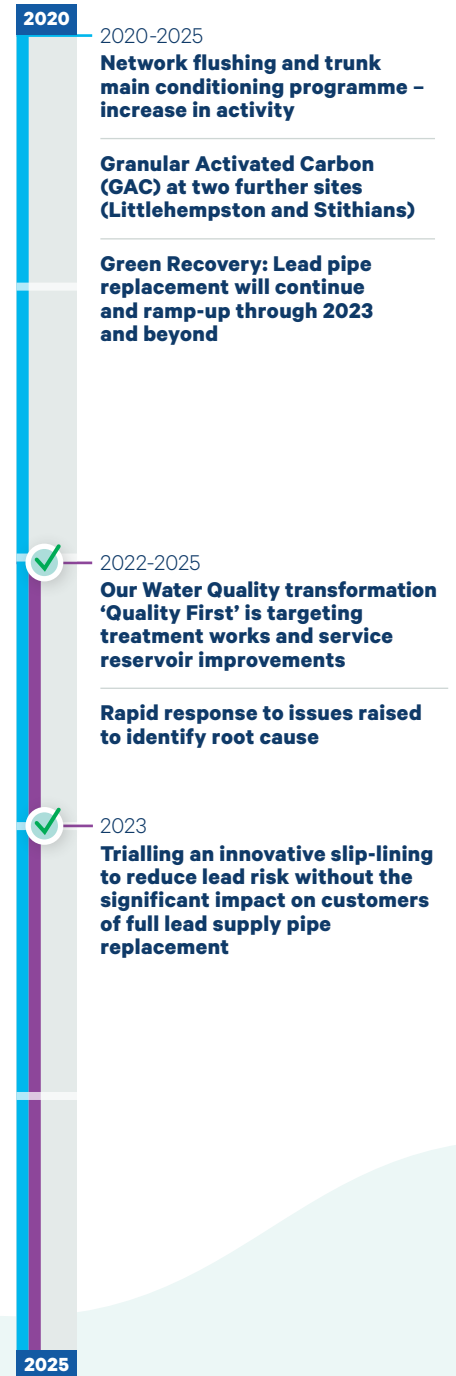 2020
2020-2025
Network flushing and trunk
main conditioning programme –
increase in activity
Granular Activated Carbon
(GAC) at two further sites
(Littlehempston and Stithians)
Green Recovery: Lead pipe
replacement will continue
and ramp-up through 2023
and beyond
2022-2025
Our Water Quality transformation
‘Quality First’ is targeting
treatment works and service
reservoir improvements
Rapid response to issues raised
to identify root cause
2023
Trialling an innovative slip-lining
to reduce lead risk without the
significant impact on customers
of full lead supply pipe
replacement
2025